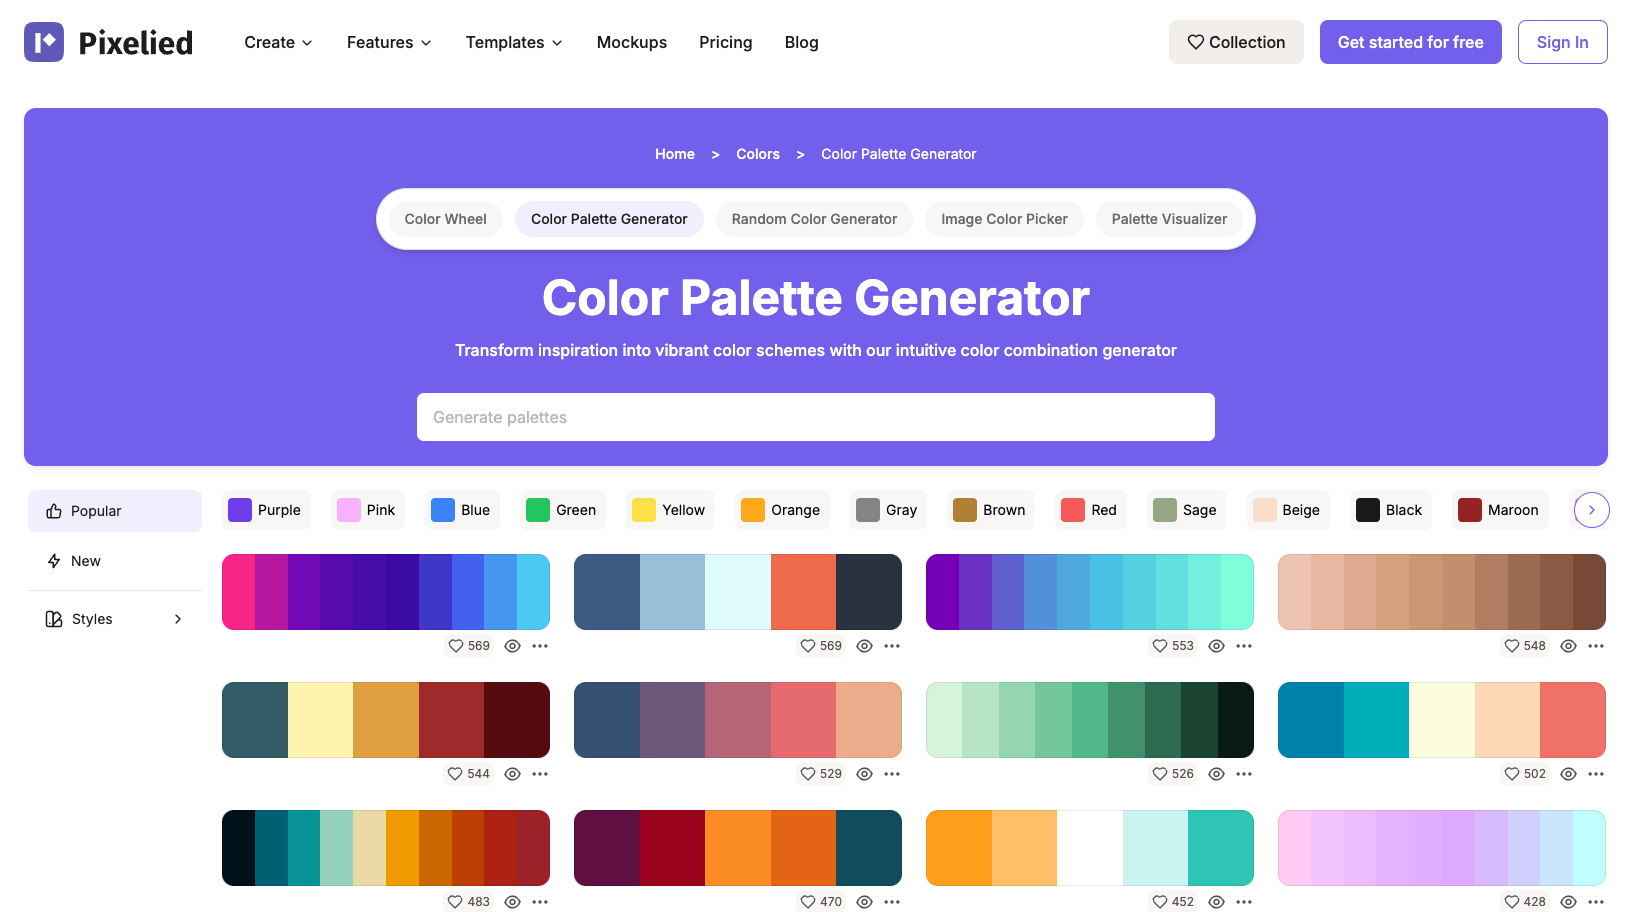 Pixelied
Create
Features
Templates
Mockups
Pricing
Blog
Collection
Get started for free
Sign In
Home > Colors > Color Palette Generator
Color Wheel
Color Palette Generator
Random Color Generator
Image Color Picker
Palette Visualizer
Color Palette Generator
Transform inspiration into vibrant color schemes with our intuitive color combination generator
Generate palettes
Popular
New
Styles
Purple
Pink
Blue
Green
Yellow
Orange
Gray
Brown
Red
Sage
Beige
Black
Maroon
569
569
553
548
544
529
526
502
483
470
452
428